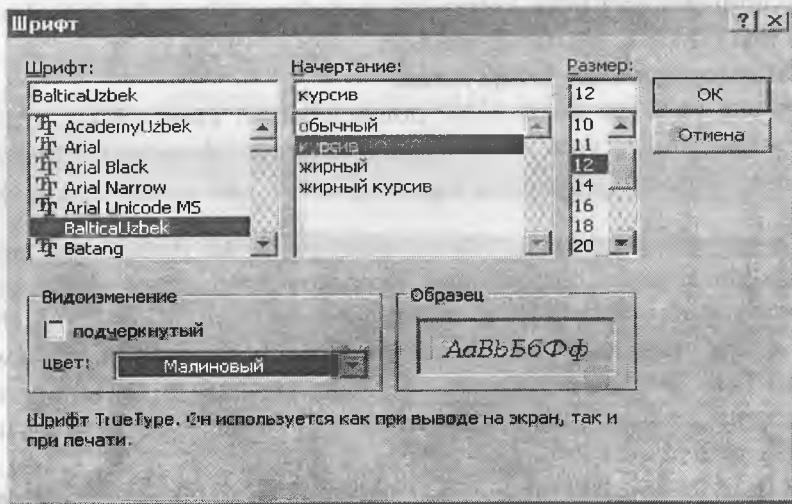 Шрифт
? ×
Шрифт: Начертание: Размер:
BalticaUzbek курсив 12 ОК
Отмена
AcademyUzbek
Arial
Arial Black
Arial Narrow
Arial Unicode MS
BalticaUzbek
Batang
обычный
курсив
жирный
жирный курсив
10
11
12
14
16
18
20
Видоизменение
подчеркнутый
цвет: Малиновый
Образец
АаBbБбФф
Шрифт TrueType. Он используется как при выводе на экран, так и
при печати.